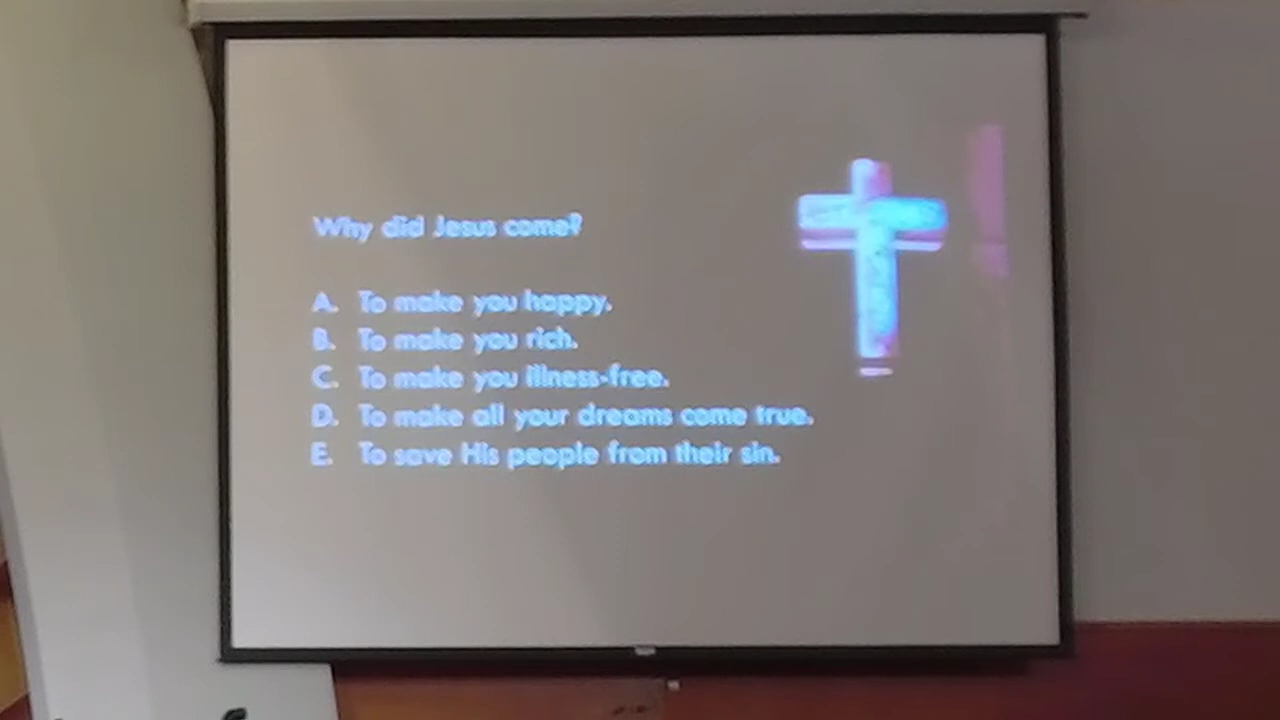 Why did Jesus come?
A. To make you happy.
B. To make you rich.
C. To make you illness-free.
D. To make all your dreams come true.
E. To save His people from their sin.